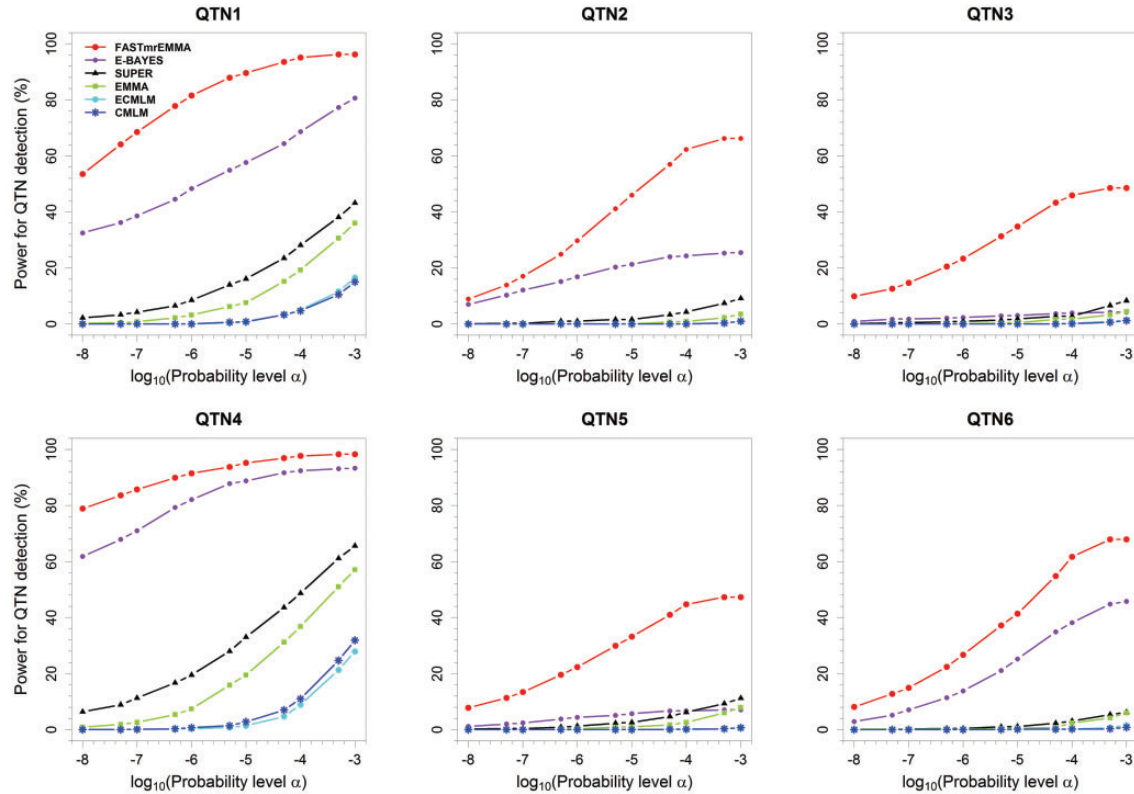 QTN1
QTN2
QTN3
Power for QTN detection (%)
0 20 40 60 80 100
FASTmrEMMA
E-BAYES
SUPER
EMMA
ECMLM
CMLM
-8 -7 -6 -5 -4 -3
log10(Probability level α)
0 20 40 60 80 100
-8 -7 -6 -5 -4 -3
log10(Probability level α)
0 20 40 60 80 100
-8 -7 -6 -5 -4 -3
log10(Probability level α)
QTN4
QTN5
QTN6
Power for QTN detection (%)
0 20 40 60 80 100
-8 -7 -6 -5 -4 -3
log10(Probability level α)
0 20 40 60 80 100
-8 -7 -6 -5 -4 -3
log10(Probability level α)
0 20 40 60 80 100
-8 -7 -6 -5 -4 -3
log10(Probability level α)